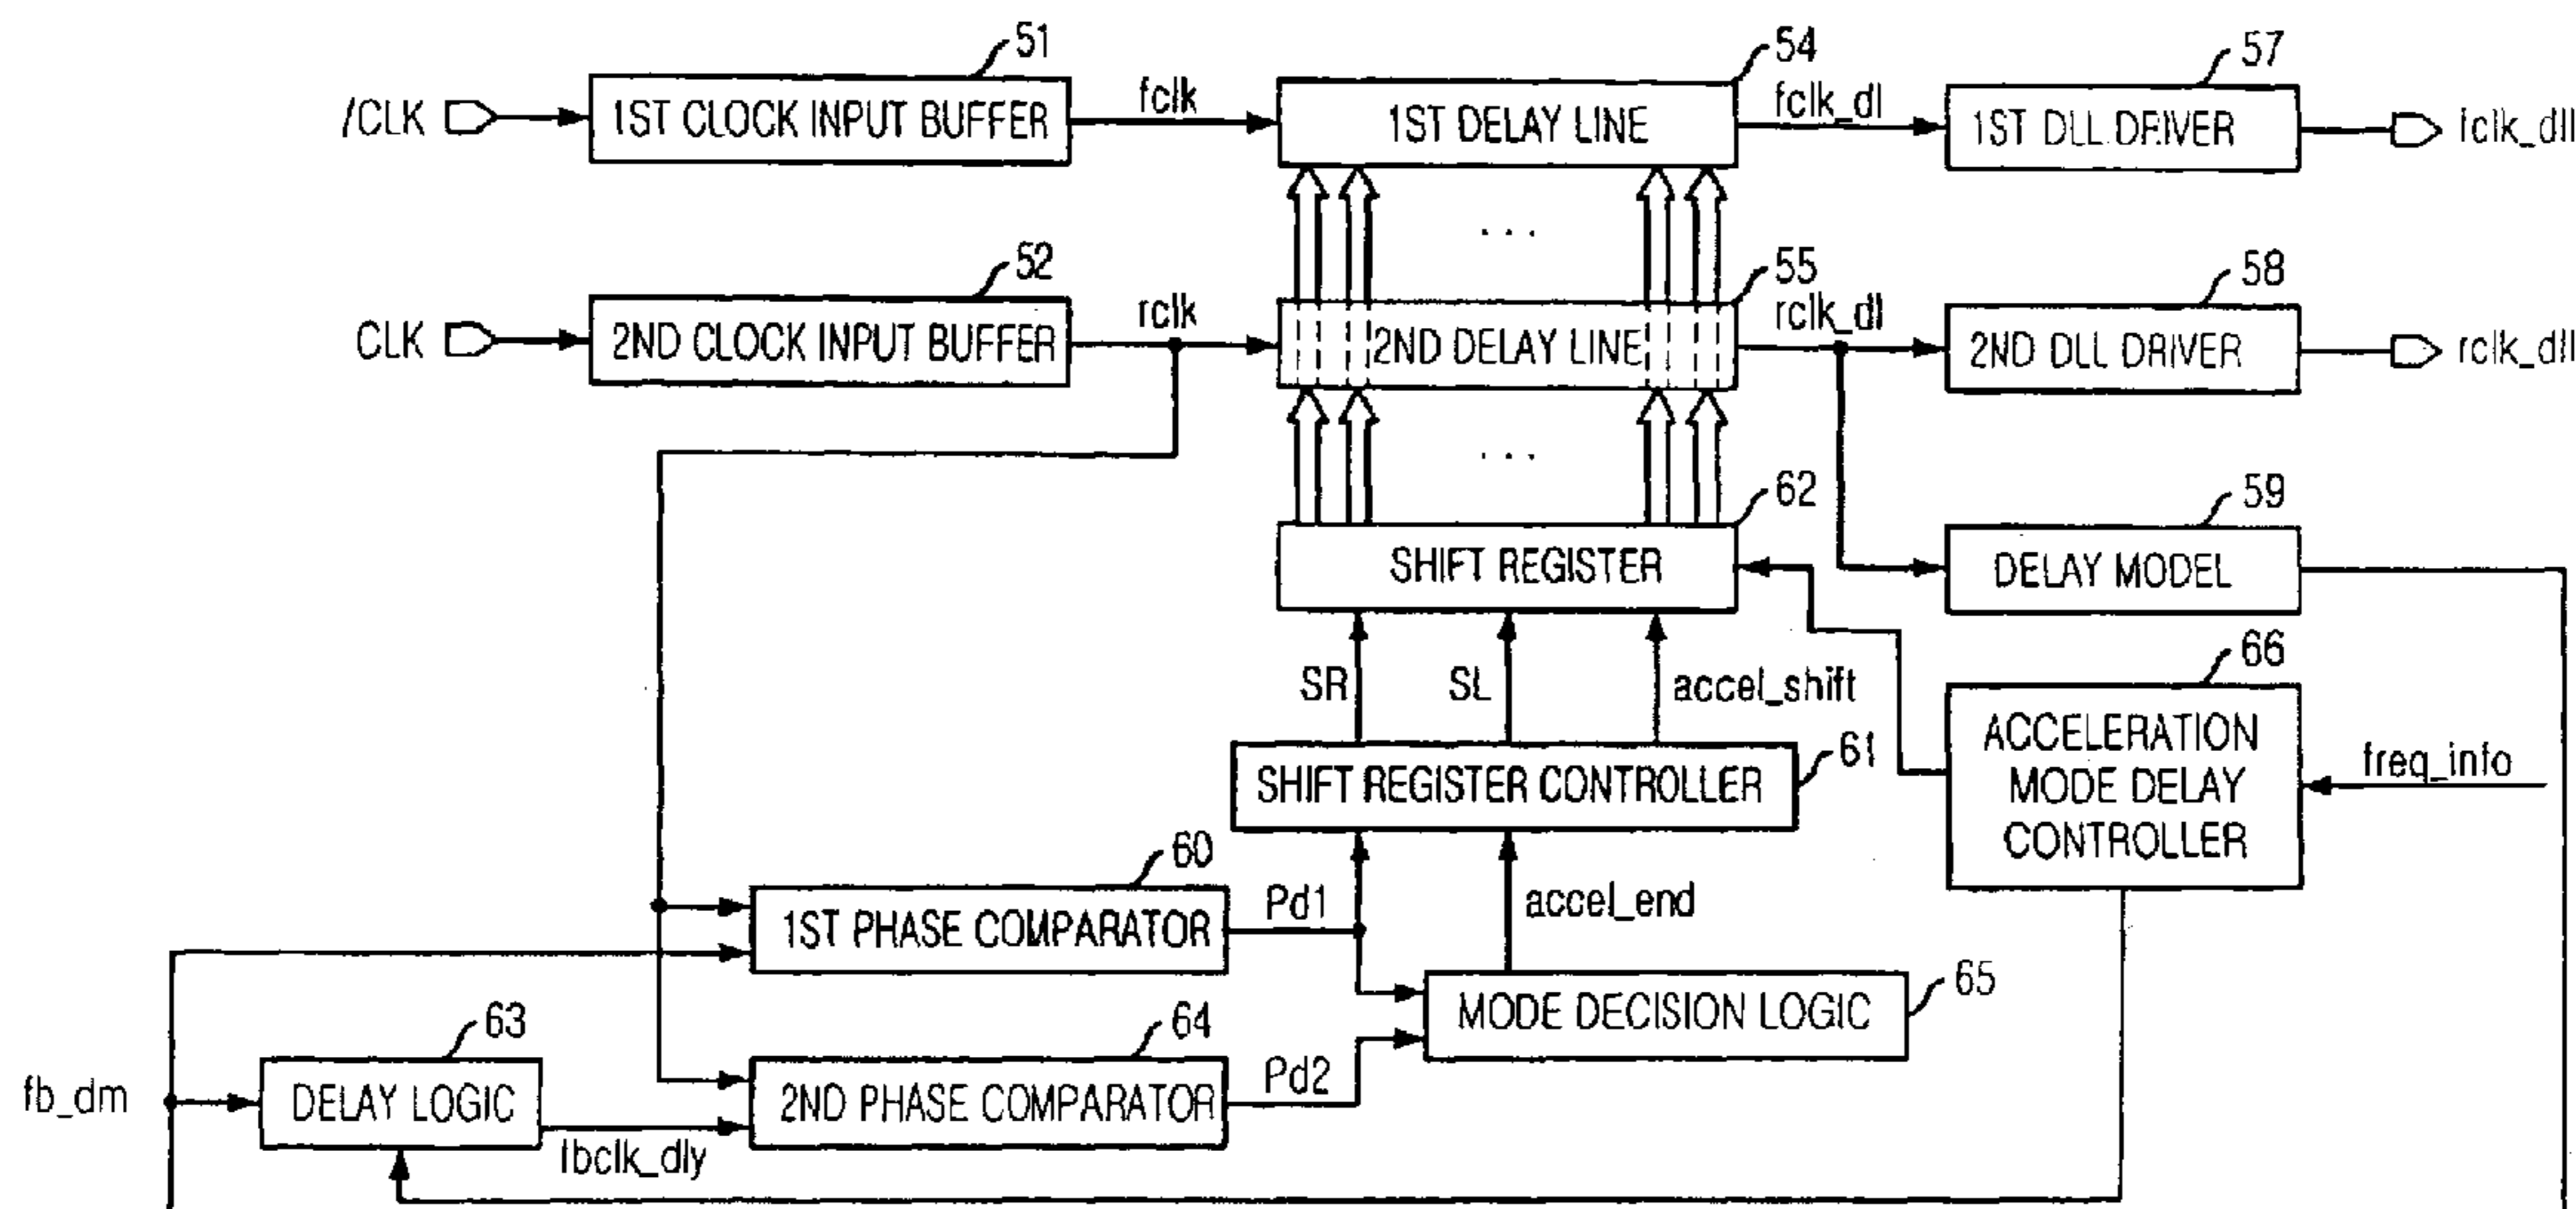 51
54
57
/CLK
1ST CLOCK INPUT BUFFER
fclk
1ST DELAY LINE
fclk_dl
1ST DLL DRIVER
fclk_dll
...
52
55
58
CLK
2ND CLOCK INPUT BUFFER
rclk
2ND DELAY LINE
rclk_dl
2ND DLL DRIVER
rclk_dll
...
62
59
SHIFT REGISTER
DELAY MODEL
SR
SL
accel_shift
66
ACCELERATION
MODE DELAY
CONTROLLER
freq_info
61
SHIFT REGISTER CONTROLLER
60
1ST PHASE COMPARATOR
Pd1
accel_end
65
MODE DECISION LOGIC
63
64
fb_dm
DELAY LOGIC
fbclk_dly
2ND PHASE COMPARATOR
Pd2